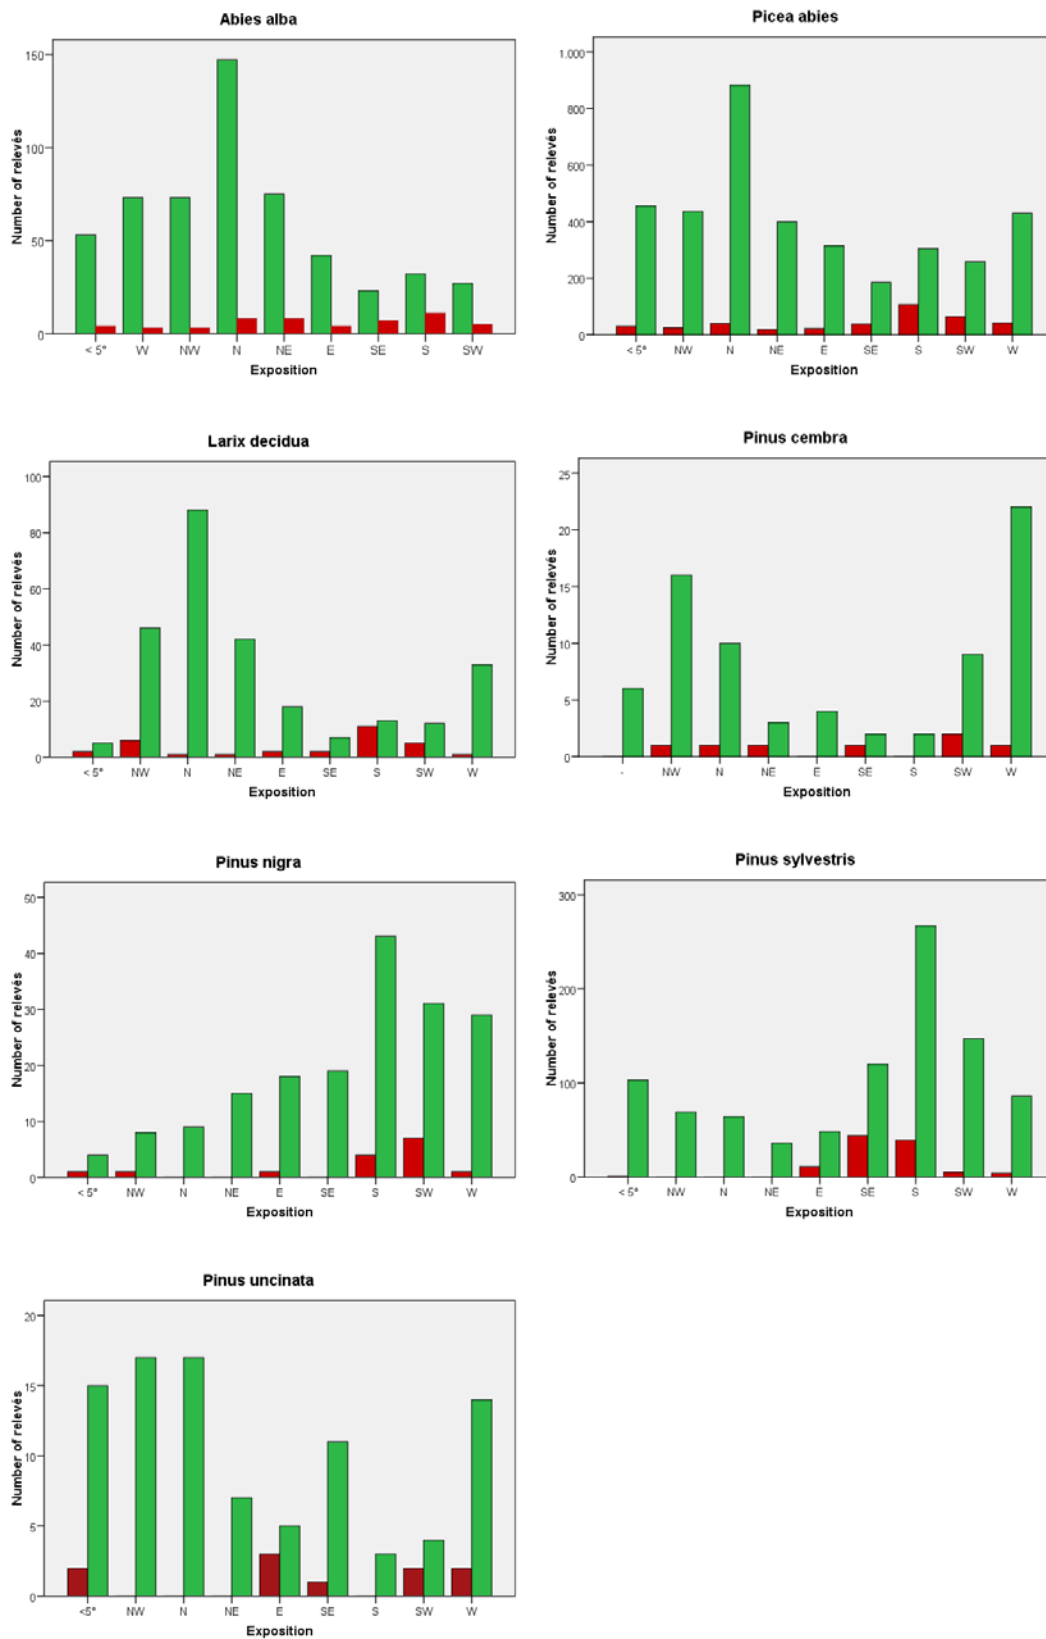 Abies alba
Number of relevés
150
100
50
0
< 5° W NW N NE E SE S SW
Exposition
Picea abies
Number of relevés
1.000
800
600
400
200
0
< 5° NW N NE E SE S SW W
Exposition
Larix decidua
Number of relevés
100
80
60
40
20
0
< 5° NW N NE E SE S SW W
Exposition
Pinus cembra
Number of relevés
25
20
15
10
5
0
- NW N NE E SE S SW W
Exposition
Pinus nigra
Number of relevés
50
40
30
20
10
0
< 5° NW N NE E SE S SW W
Exposition
Pinus sylvestris
Number of relevés
300
200
100
0
< 5° NW N NE E SE S SW W
Exposition
Pinus uncinata
Number of relevés
20
15
10
5
0
<5° NW N NE E SE S SW W
Exposition